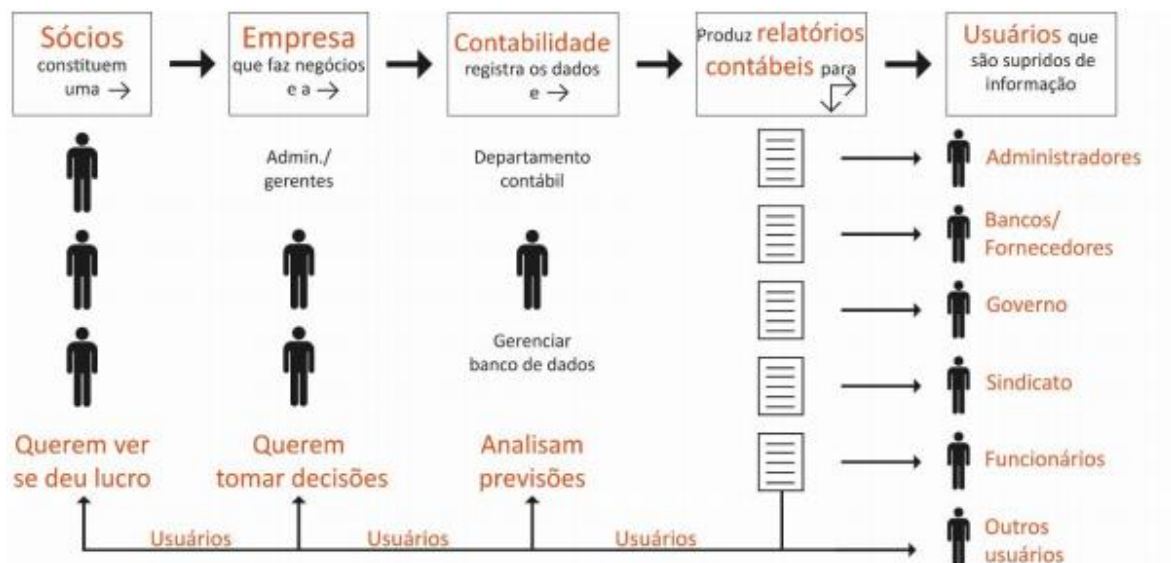 Sócios
constituem
uma →
Empresa
que faz negócios
e a →
Contabilidade
registra os dados
e →
Produz relatórios
contábeis para
Usuários que
são supridos de
informação
Admin./
gerentes
Departamento
contábil
Gerenciar
banco de dados
Administradores
Bancos/
Fornecedores
Governo
Sindicato
Funcionários
Outros
usuários
Querem ver
se deu lucro
Querem
tomar decisões
Analisam
previsões
Usuários
Usuários
Usuários